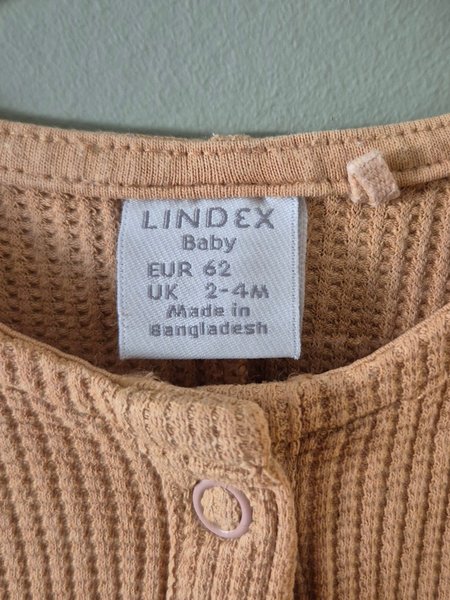 LINDEX
Baby
EUR 62
UK 2-4M
Made in
Bangladesh